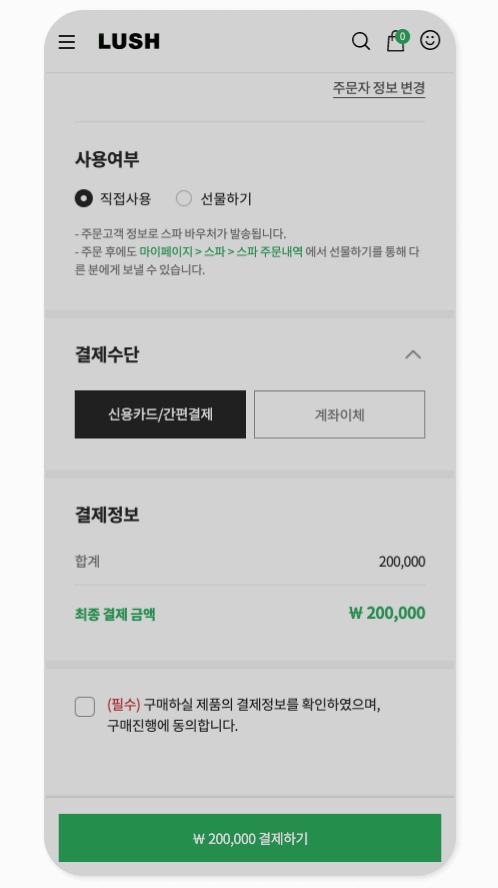 LUSH
0
주문자 정보 변경
사용여부
직접사용 선물하기
- 주문고객 정보로 스파 바우처가 발송됩니다.
- 주문 후에도 마이페이지 > 스파 > 스파 주문내역 에서 선물하기를 통해 다
른 분에게 보낼 수 있습니다.
결제수단
신용카드/간편결제 계좌이체
결제정보
합계 200,000
최종 결제 금액 ₩ 200,000
(필수) 구매하실 제품의 결제정보를 확인하였으며,
구매진행에 동의합니다.
₩ 200,000 결제하기